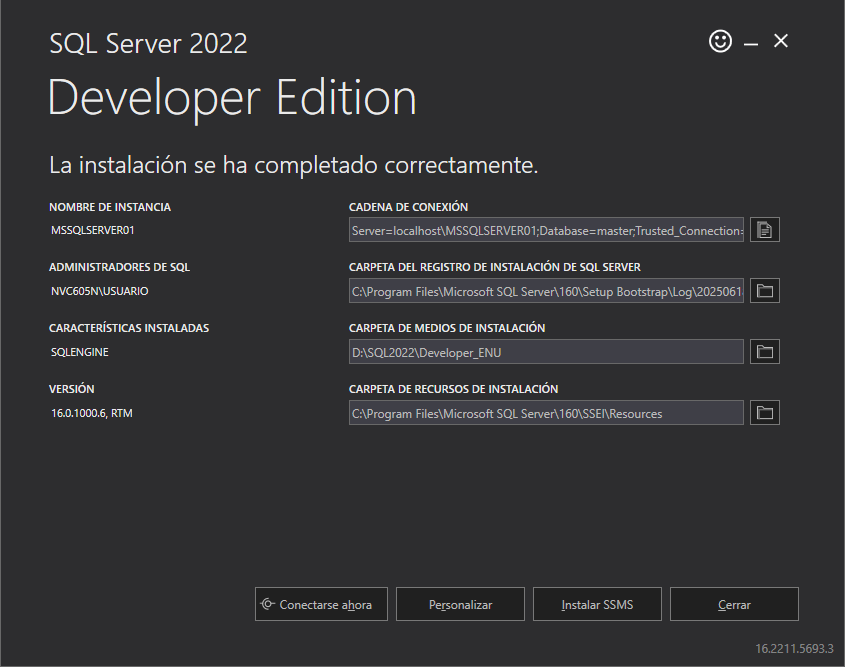 SQL Server 2022
Developer Edition
La instalación se ha completado correctamente.
NOMBRE DE INSTANCIA
MSSQLSERVER01
CADENA DE CONEXIÓN
Server=localhost\MSSQLSERVER01;Database=master;Trusted_Connection=
ADMINISTRADORES DE SQL
NVC605N\USUARIO
CARPETA DEL REGISTRO DE INSTALACIÓN DE SQL SERVER
C:\Program Files\Microsoft SQL Server\160\Setup Bootstrap\Log\2025061
CARACTERÍSTICAS INSTALADAS
SQLENGINE
CARPETA DE MEDIOS DE INSTALACIÓN
D:\SQL2022\Developer_ENU
VERSIÓN
16.0.1000.6, RTM
CARPETA DE RECURSOS DE INSTALACIÓN
C:\Program Files\Microsoft SQL Server\160\SSEI\Resources
Conectarse ahora
Personalizar
Instalar SSMS
Cerrar
16.2211.5693.3